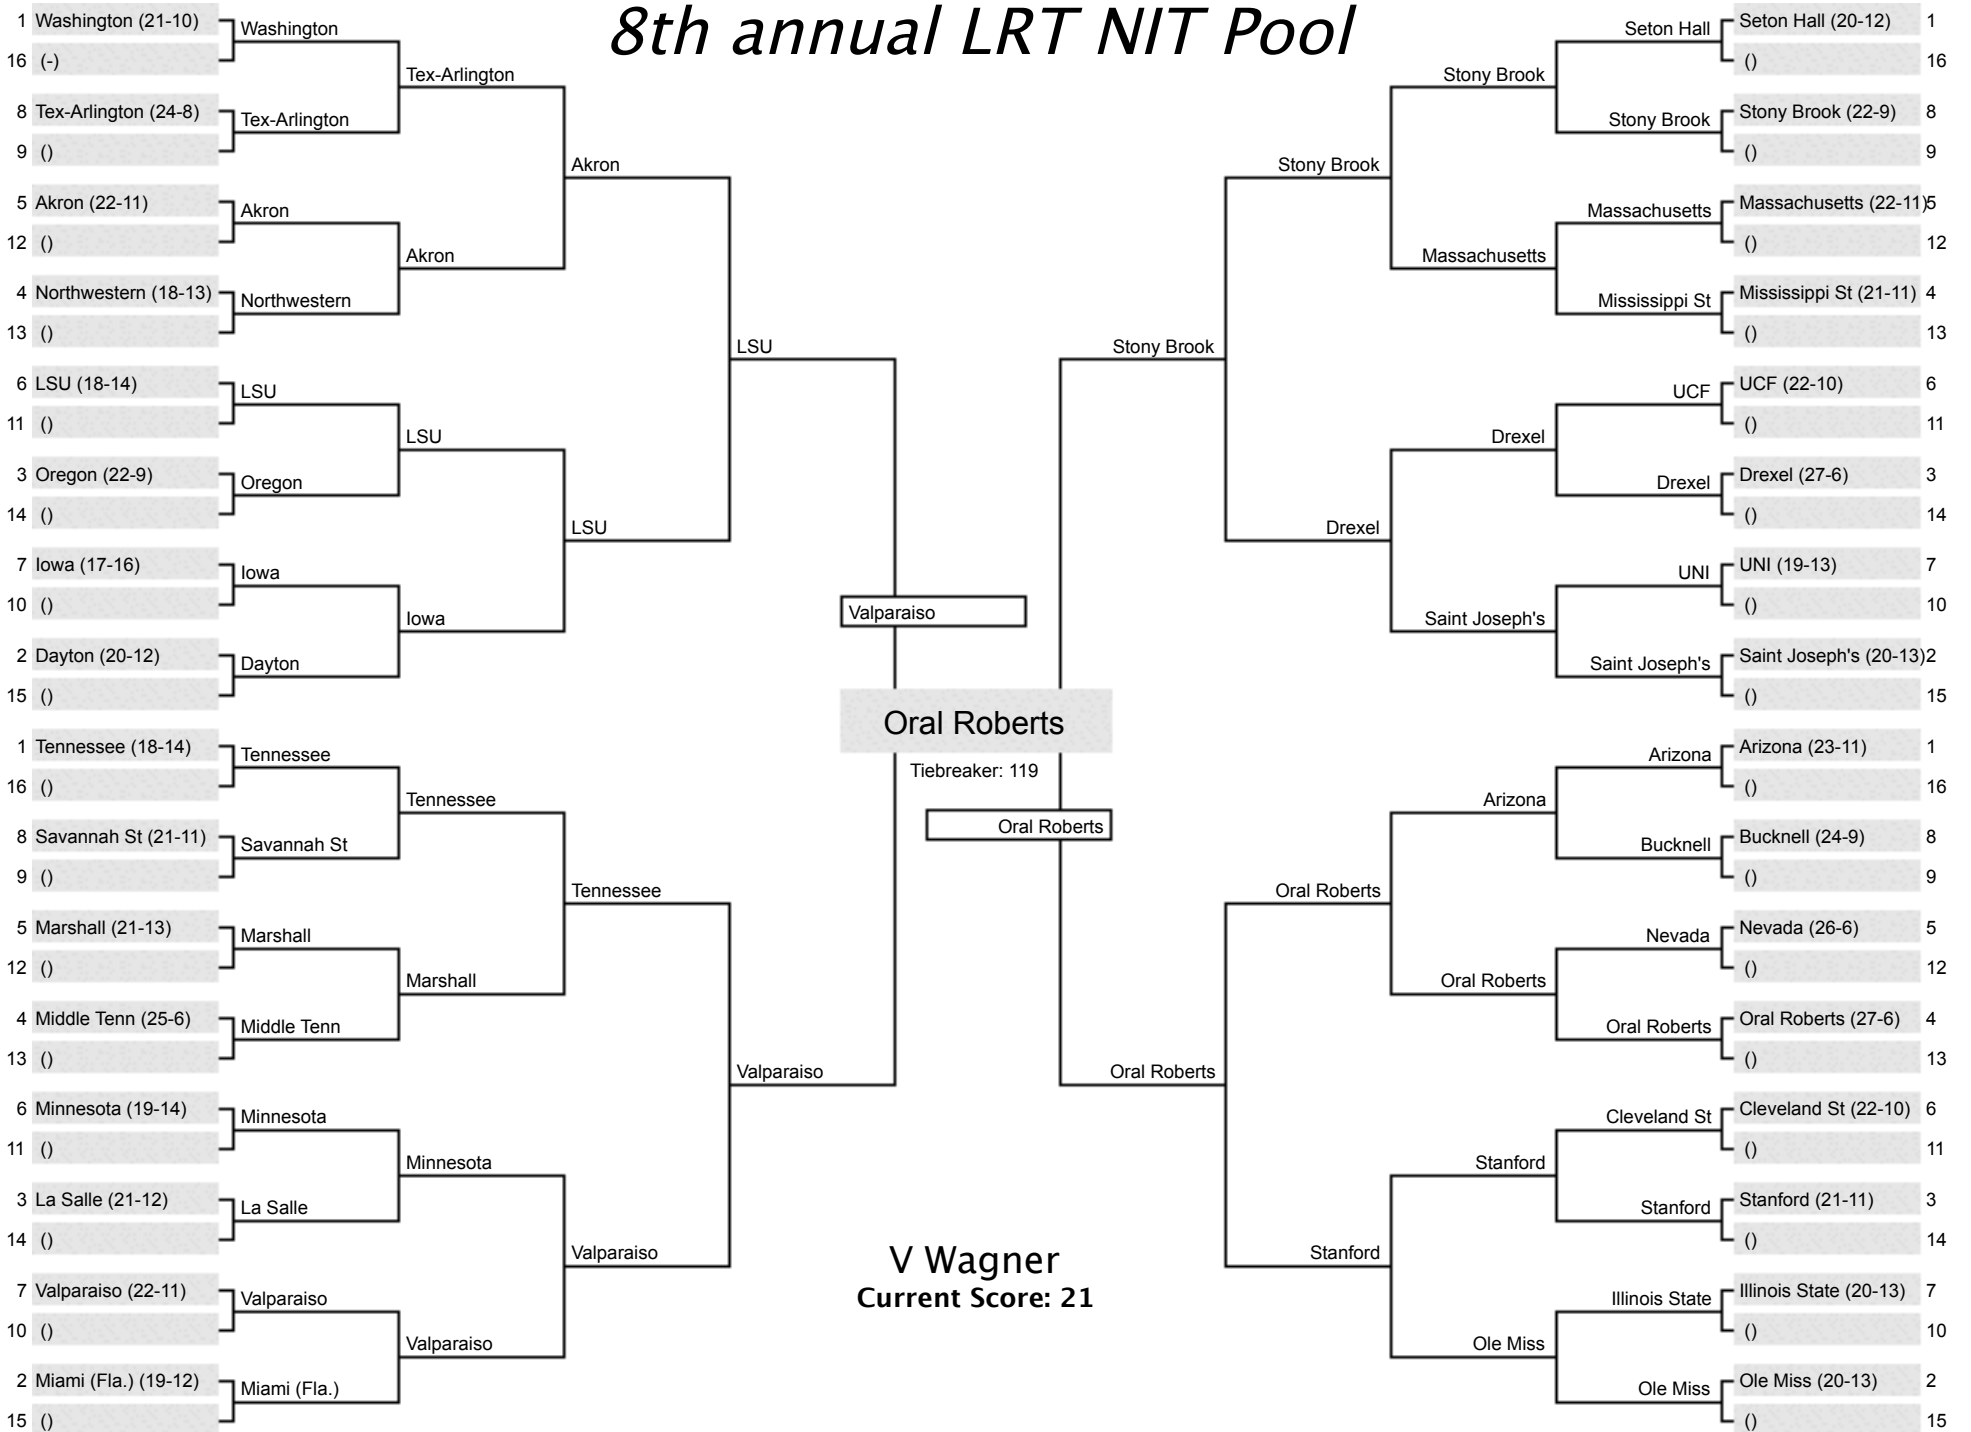 8th annual LRT NIT Pool
1 Washington (21-10)
16 (-)
8 Tex-Arlington (24-8)
9 ()
5 Akron (22-11)
12 ()
4 Northwestern (18-13)
13 ()
6 LSU (18-14)
11 ()
3 Oregon (22-9)
14 ()
7 Iowa (17-16)
10 ()
2 Dayton (20-12)
15 ()
1 Tennessee (18-14)
16 ()
8 Savannah St (21-11)
9 ()
5 Marshall (21-13)
12 ()
4 Middle Tenn (25-6)
13 ()
6 Minnesota (19-14)
11 ()
3 La Salle (21-12)
14 ()
7 Valparaiso (22-11)
10 ()
2 Miami (Fla.) (19-12)
15 ()
Washington
Tex-Arlington
Akron
Northwestern
LSU
Oregon
Iowa
Dayton
Tennessee
Savannah St
Marshall
Middle Tenn
Minnesota
La Salle
Valparaiso
Miami (Fla.)
Tex-Arlington
Akron
LSU
Iowa
Tennessee
Marshall
Minnesota
Valparaiso
Akron
LSU
Tennessee
Valparaiso
LSU
Valparaiso
Valparaiso
Oral Roberts
Tiebreaker: 119
Oral Roberts
V Wagner
Current Score: 21
Stony Brook
Oral Roberts
Stony Brook
Drexel
Oral Roberts
Stanford
Stony Brook
Massachusetts
Drexel
Saint Joseph's
Arizona
Oral Roberts
Stanford
Ole Miss
Seton Hall
Stony Brook
Massachusetts
Mississippi St
UCF
Drexel
UNI
Saint Joseph's
Arizona
Bucknell
Nevada
Oral Roberts
Cleveland St
Stanford
Illinois State
Ole Miss
Seton Hall (20-12) 1
() 16
Stony Brook (22-9) 8
() 9
Massachusetts (22-11) 5
() 12
Mississippi St (21-11) 4
() 13
UCF (22-10) 6
() 11
Drexel (27-6) 3
() 14
UNI (19-13) 7
() 10
Saint Joseph's (20-13) 2
() 15
Arizona (23-11) 1
() 16
Bucknell (24-9) 8
() 9
Nevada (26-6) 5
() 12
Oral Roberts (27-6) 4
() 13
Cleveland St (22-10) 6
() 11
Stanford (21-11) 3
() 14
Illinois State (20-13) 7
() 10
Ole Miss (20-13) 2
() 15